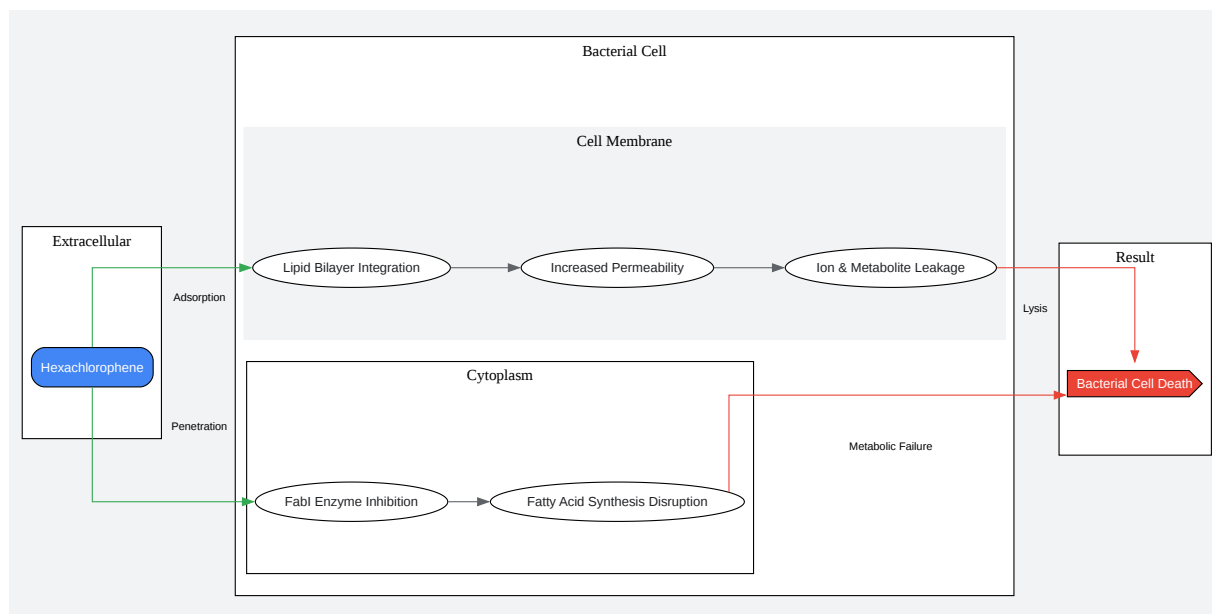 Bacterial Cell
Cell Membrane
Extracellular
Lipid Bilayer Integration
Increased Permeability
Ion & Metabolite Leakage
Result
Adsorption
Lysis
Hexachlorophene
Cytoplasm
Bacterial Cell Death
Penetration
Metabolic Failure
FabI Enzyme Inhibition
Fatty Acid Synthesis Disruption